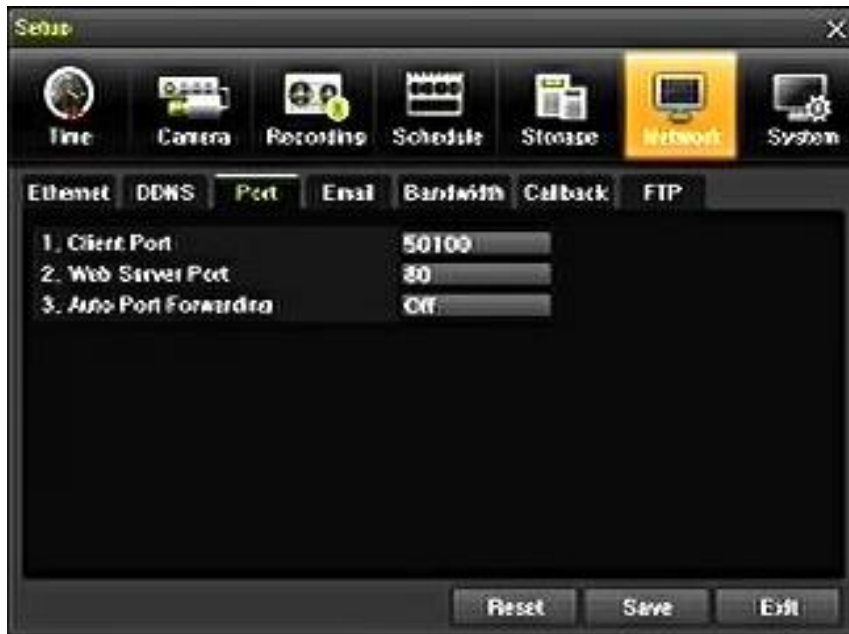 Setup
Time Camera Recording Schedule Storage Network System
Ethernet DDNS Port Email Bandwidth Callback FTP
1. Client Port 50100
2. Web Server Port 80
3. Auto Port Forwarding Off
Reset Save Exit